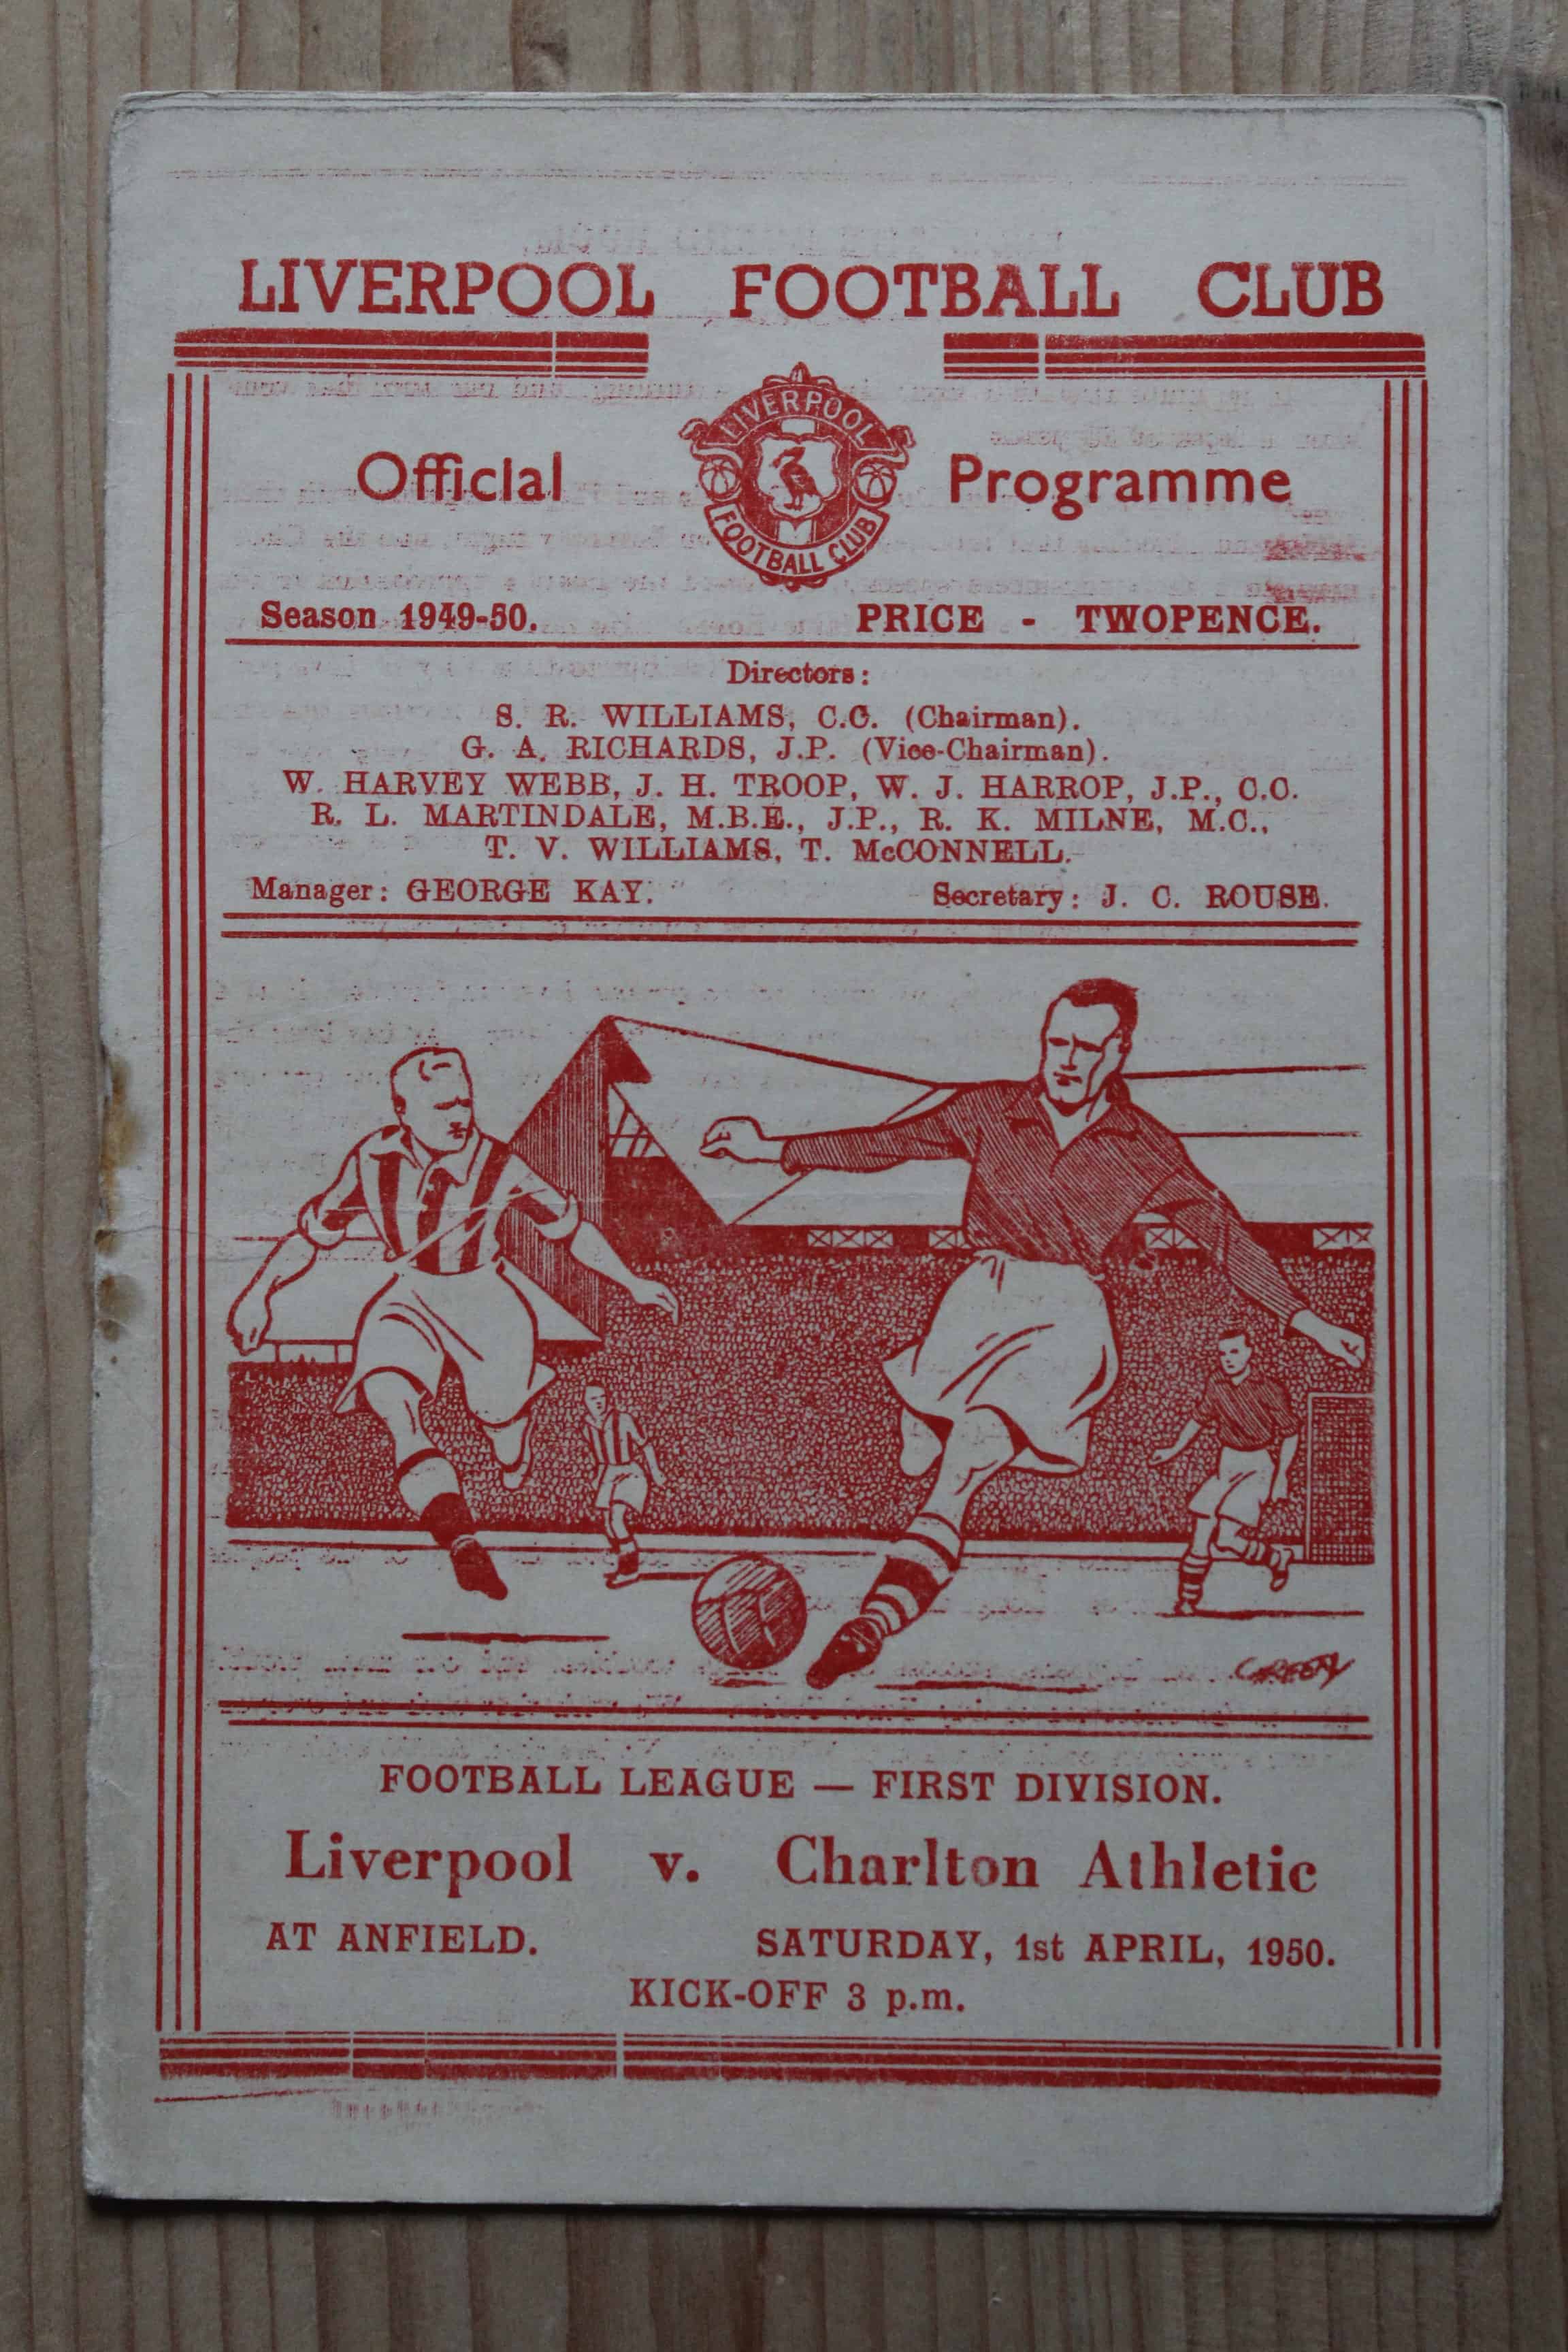 LIVERPOOL FOOTBALL CLUB
LIVERPOOL
FOOTBALL CLUB
Official Programme
Season 1949-50. PRICE - TWOPENCE.
Directors:
S. R. WILLIAMS, C.C. (Chairman).
G. A. RICHARDS, J.P. (Vice-Chairman).
W. HARVEY WEBB, J. H. TROOP, W. J. HARROP, J.P., C.C.
R. L. MARTINDALE, M.B.E., J.P., R. K. MILNE, M.C.,
T. V. WILLIAMS, T. McCONNELL.
Manager: GEORGE KAY. Secretary: J. C. ROUSE.
FOOTBALL LEAGUE — FIRST DIVISION.
Liverpool v. Charlton Athletic
AT ANFIELD. SATURDAY, 1st APRIL, 1950.
KICK-OFF 3 p.m.